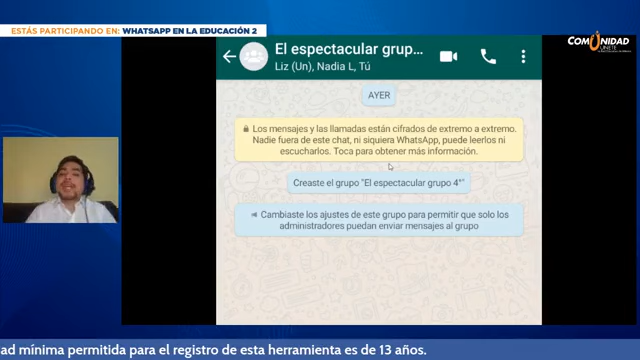 ESTÁS PARTICIPANDO EN: WHATSAPP EN LA EDUCACIÓN 2
COMUNIDAD
ÚNETE
El espectacular grup...
Liz (Un), Nadia L, Tú
AYER
Los mensajes y las llamadas están cifrados de extremo a extremo.
Nadie fuera de este chat, ni siquiera WhatsApp, puede leerlos ni
escucharlos. Toca para obtener más información.
Creaste el grupo "El espectacular grupo 4°"
Cambiaste los ajustes de este grupo para permitir que solo los
administradores puedan enviar mensajes al grupo
ad mínima permitida para el registro de esta herramienta es de 13 años.